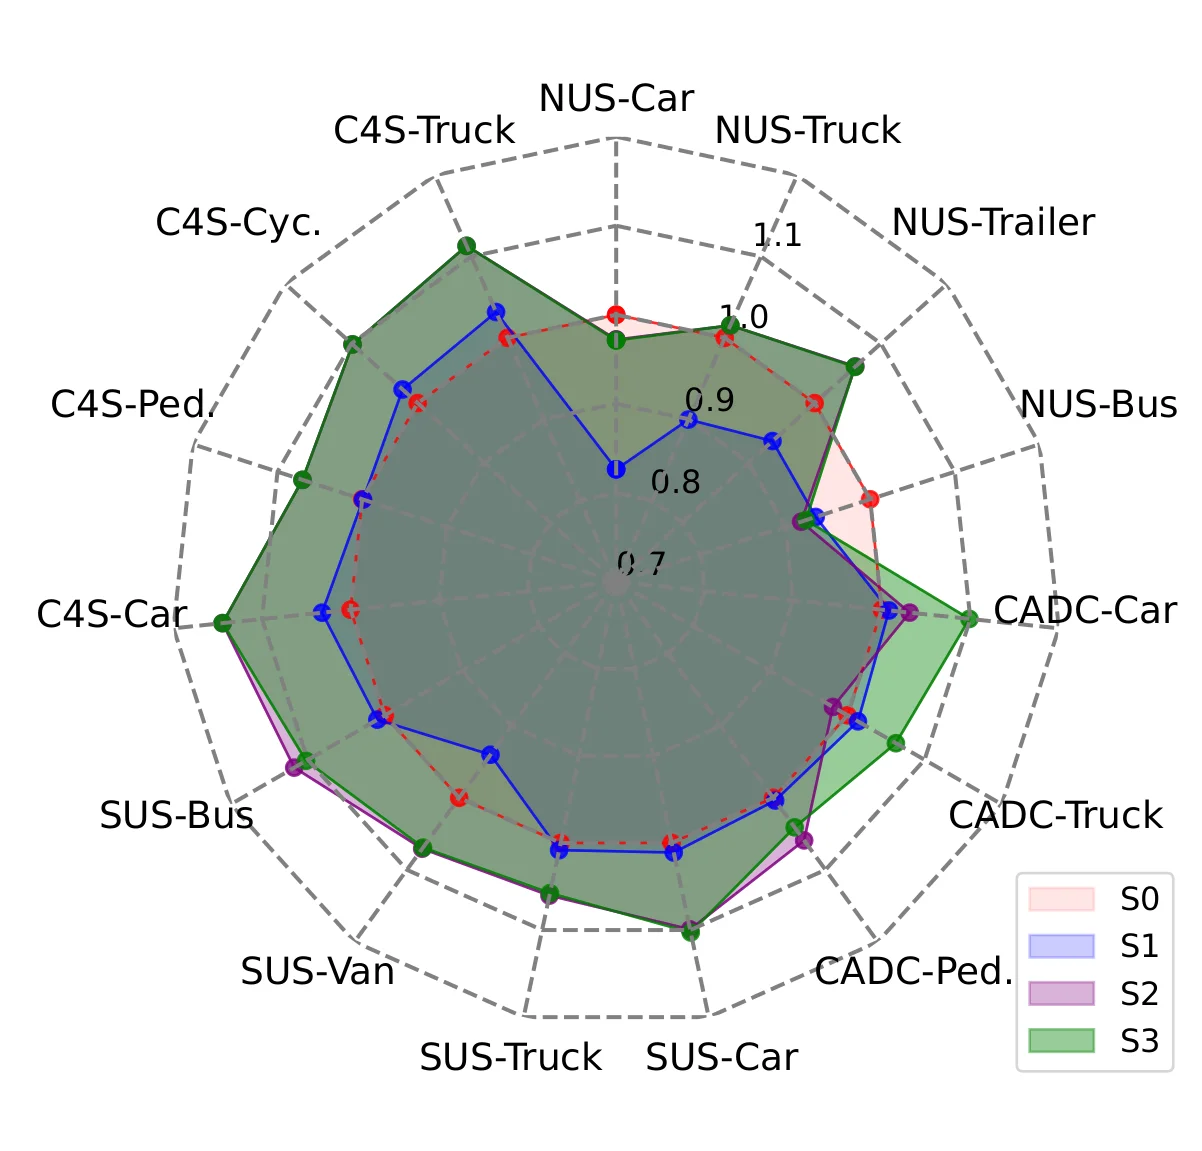 NUS-Car
C4S-Truck
NUS-Truck
C4S-Cyc.
NUS-Trailer
1.1
1.0
C4S-Ped.
0.9
NUS-Bus
0.8
0.7
C4S-Car
CADC-Car
SUS-Bus
CADC-Truck
S0
S1
SUS-Van
CADC-Ped.
S2
S3
SUS-Truck
SUS-Car